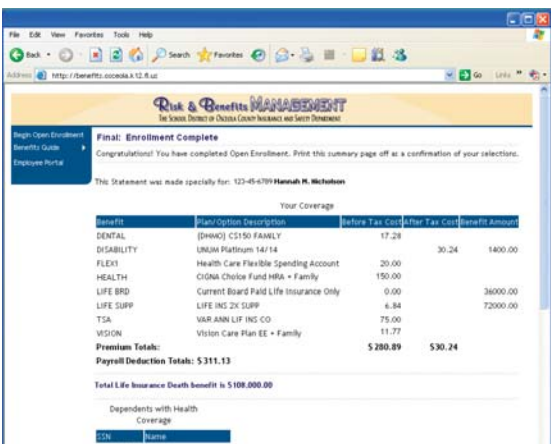 File Edit View Favorites Tools Help
Back Search Favorites
Address http://benefits.osceola.k12.fl.us Go Links »
Risk & Benefits MANAGEMENT
The School District of Osceola County Insurance and Safety Department
Begin Open Enrollment
Benefits Guide
Employee Portal
Final: Enrollment Complete
Congratulations! You have completed Open Enrollment. Print this summary page off as a confirmation of your selections.
This Statement was made specially for: 123-45-6789 Hannah M. Nicholson
Your Coverage
Benefit Plan/Option Description Before Tax Cost After Tax Cost Benefit Amount
DENTAL (DHMO) CS150 FAMILY 17.28
DISABILITY UNUM Platinum 14/14 30.24 1400.00
FLEX1 Health Care Flexible Spending Account 20.00
HEALTH CIGNA Choice Fund HRA + Family 150.00
LIFE BRD Current Board Paid Life Insurance Only 0.00 36000.00
LIFE SUPP LIFE INS 2X SUPP 6.84 72000.00
TSA VAR ANN LIF INS CO 75.00
VISION Vision Care Plan EE + Family 11.77
Premium Totals: $280.89 $30.24
Payroll Deduction Totals: $311.13
Total Life Insurance Death benefit is $108,000.00
Dependents with Health
Coverage
SSN Name